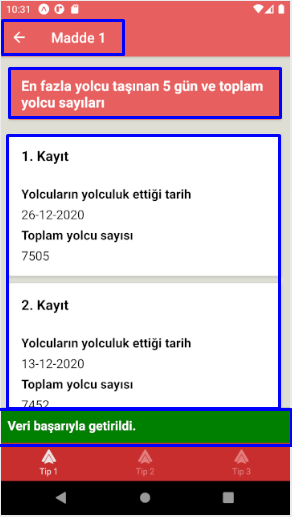 10:31
Madde 1
En fazla yolcu taşınan 5 gün ve toplam
yolcu sayıları
1. Kayıt
Yolcuların yolculuk ettiği tarih
26-12-2020
Toplam yolcu sayısı
7505
2. Kayıt
Yolcuların yolculuk ettiği tarih
13-12-2020
Toplam yolcu sayısı
7452
Veri başarıyla getirildi.
Tip 1 Tip 2 Tip 3